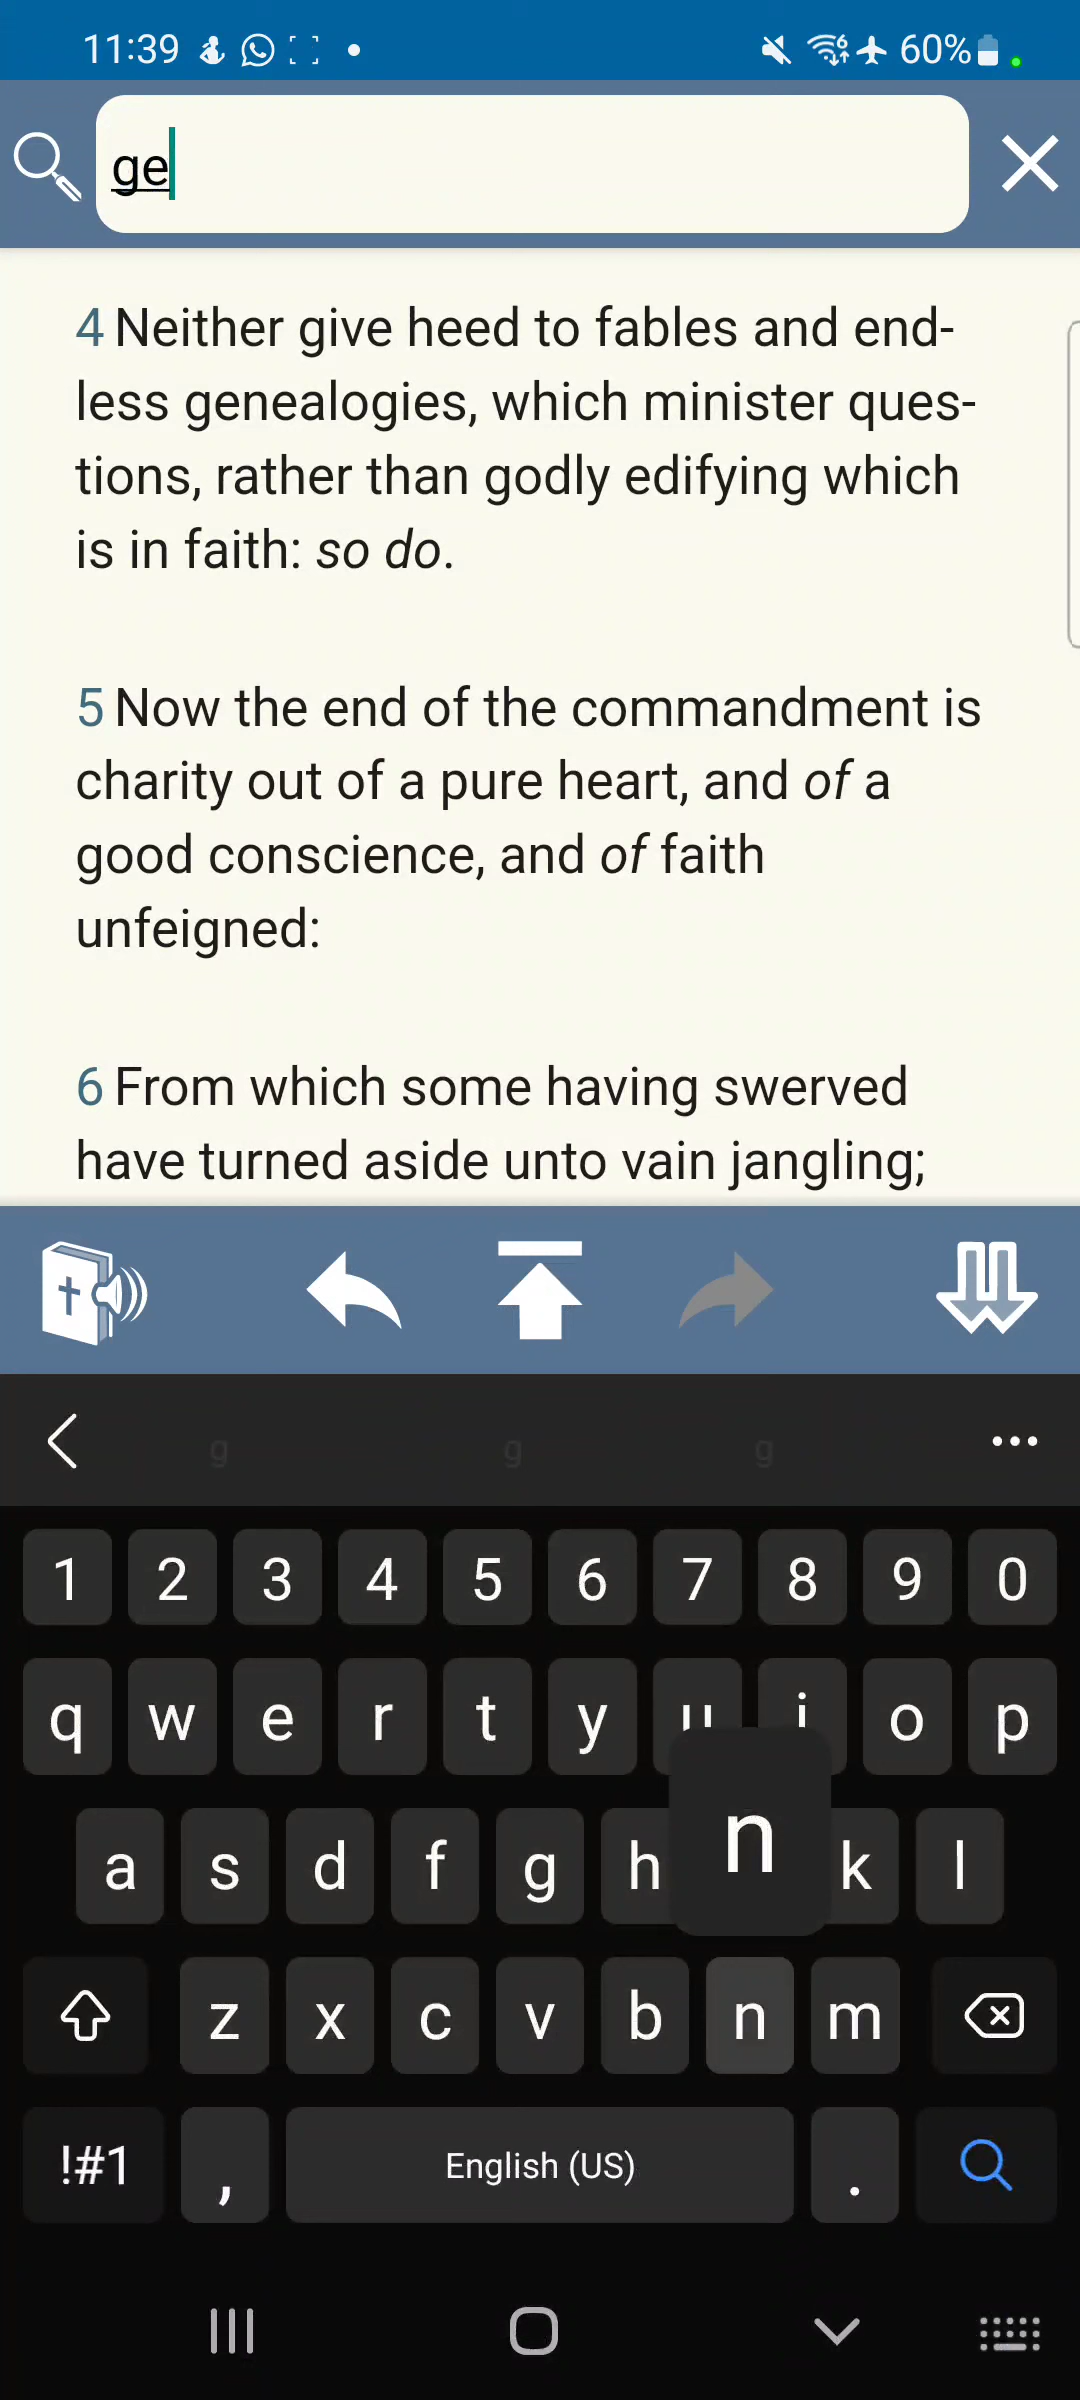 11:39 60%
ge
4 Neither give heed to fables and end-
less genealogies, which minister ques-
tions, rather than godly edifying which
is in faith: so do.
5 Now the end of the commandment is
charity out of a pure heart, and of a
good conscience, and of faith
unfeigned:
6 From which some having swerved
have turned aside unto vain jangling;
g g g
1 2 3 4 5 6 7 8 9 0
q w e r t y u i o p
n
a s d f g h k l
z x c v b n m
!#1 , English (US) .